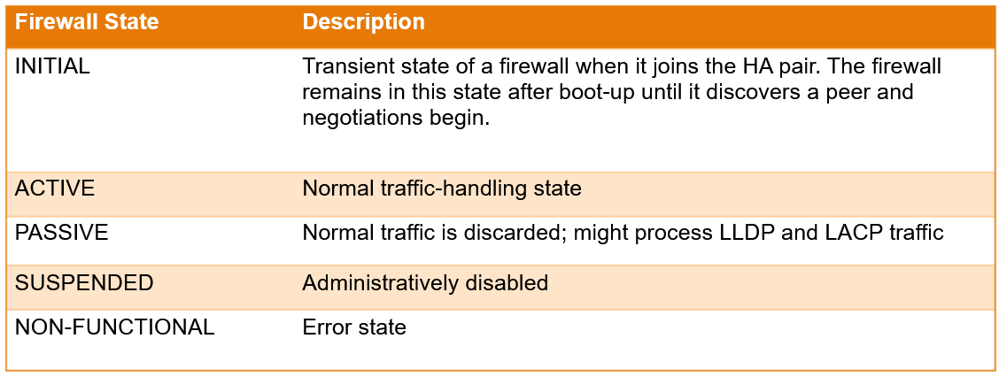 Firewall State Description
INITIAL Transient state of a firewall when it joins the HA pair. The firewall
remains in this state after boot-up until it discovers a peer and
negotiations begin.
ACTIVE Normal traffic-handling state
PASSIVE Normal traffic is discarded; might process LLDP and LACP traffic
SUSPENDED Administratively disabled
NON-FUNCTIONAL Error state